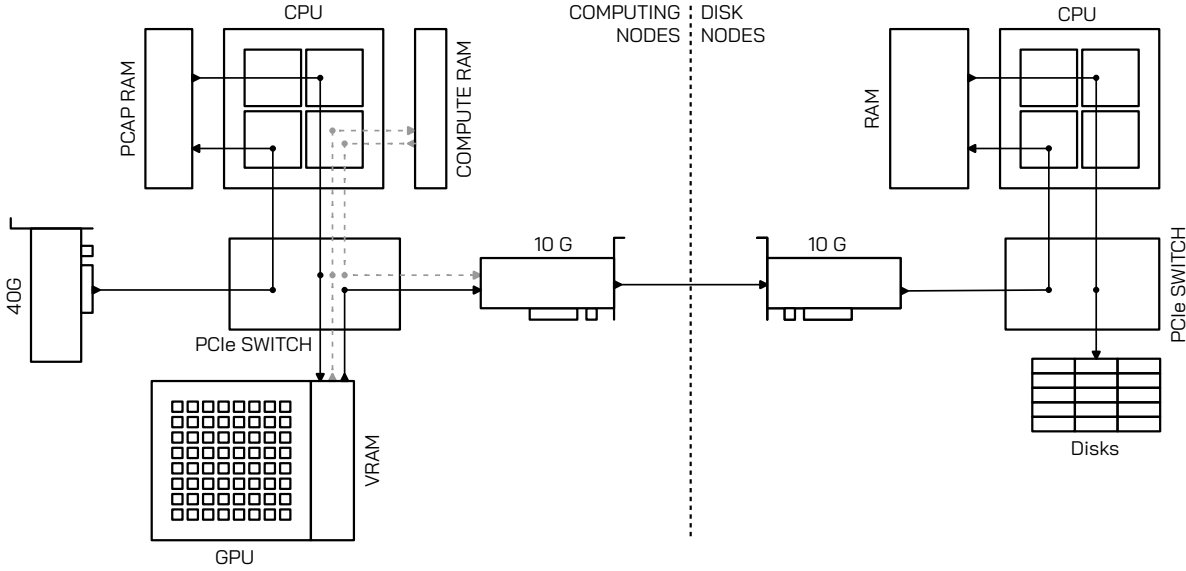 CPU
COMPUTING
NODES
DISK
NODES
CPU
PCAP RAM
COMPUTE RAM
RAM
40G
10 G
10 G
PCIe SWITCH
PCIe SWITCH
VRAM
GPU
Disks